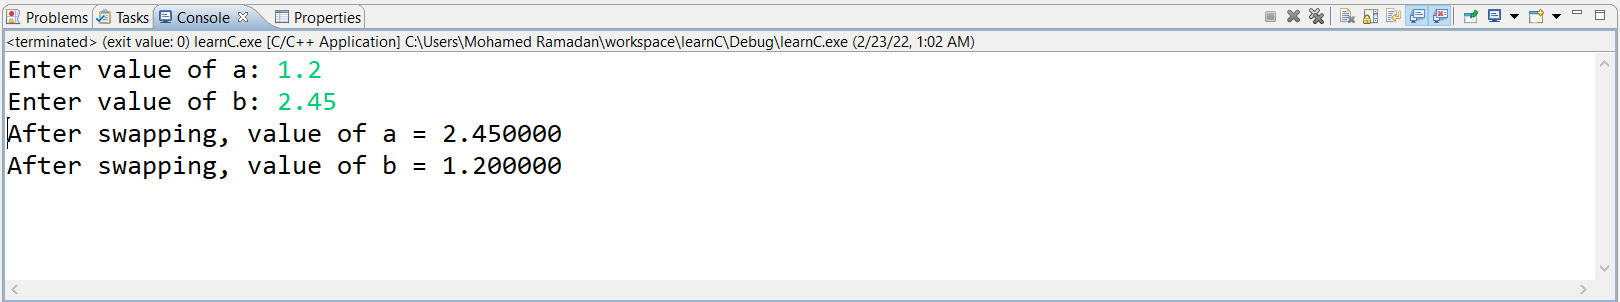 Problems Tasks Console Properties
<terminated> (exit value: 0) learnC.exe [C/C++ Application] C:\Users\Mohamed Ramadan\workspace\learnC\Debug\learnC.exe (2/23/22, 1:02 AM)
Enter value of a: 1.2
Enter value of b: 2.45
After swapping, value of a = 2.450000
After swapping, value of b = 1.200000